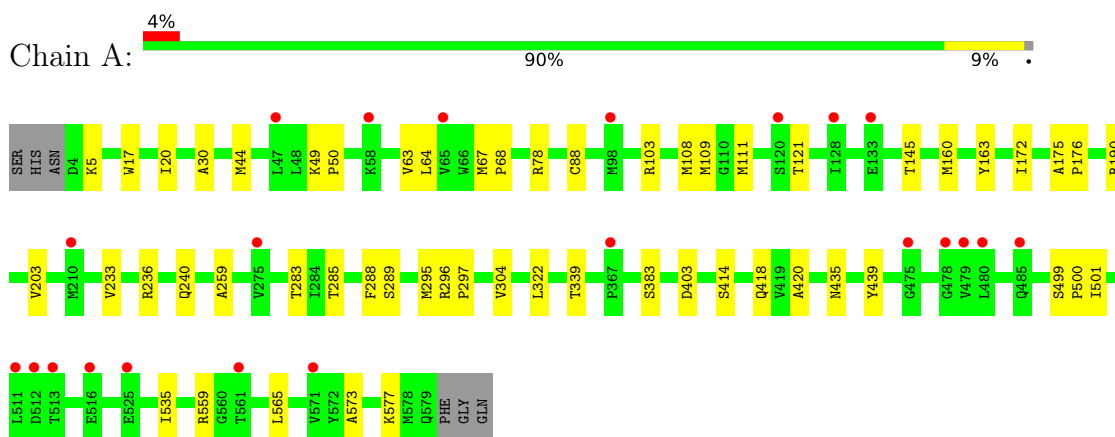 4%
Chain A:
90% 9% •
SER HIS ASN D4 K5 W17 I20 A30 M44 L47 L48 K49 P50 K58 V63 L64 V65 W66 M67 P68 R78 C88 M98 R103 M108 M109 G110 M111 S120 T121 I128 E133 T145 M160 Y163 I172 A175 P176
V203 M210 V233 R236 Q240 A259 V275 T283 I284 T285 F288 S289 M295 R296 P297 V304 L322 T339 P367 S383 D403 S414 Q418 V419 A420 N435 Y439 G475 G478 V479 L480 Q485 S499 P500 I501
L511 D512 T513 E516 E525 I535 R559 G560 T561 L565 V571 Y572 A573 K577 M578 Q579 PHE GLY GLN